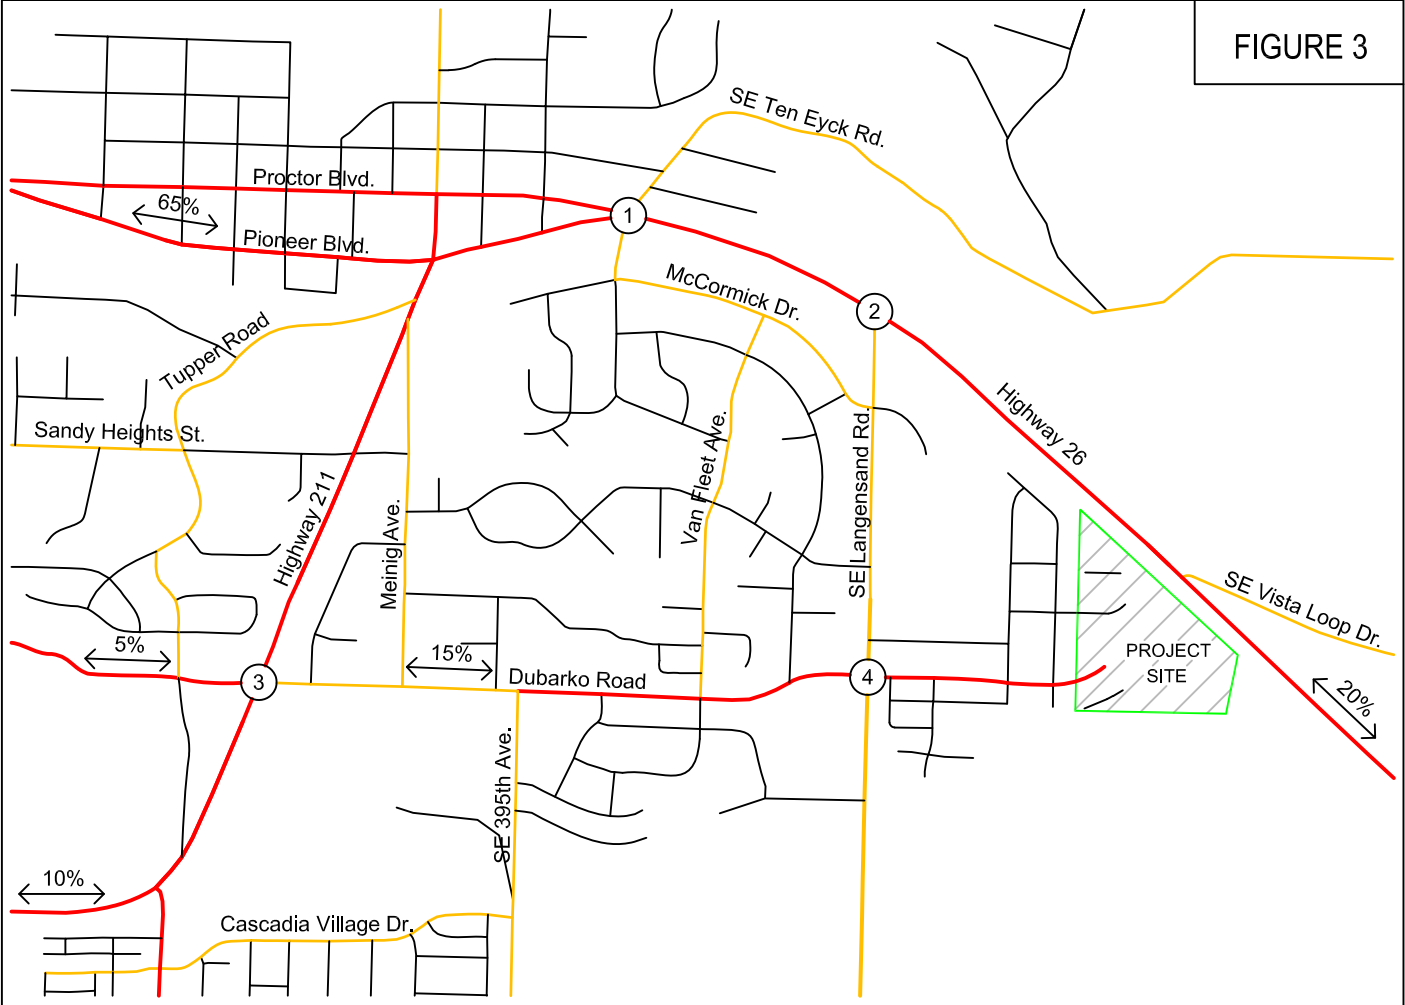 FIGURE 3
SE Ten Eyck Rd.
Proctor Blvd.
65%
1
Pioneer Blvd.
McCormick Dr.
2
Tupper Road
Highway 26
Sandy Heights St.
Van Fleet Ave.
SE Langensand Rd.
Highway 211
Meinig Ave.
SE Vista Loop Dr.
5%
15%
PROJECT
SITE
3
Dubarko Road
4
20%
SE 395th Ave.
10%
Cascadia Village Dr.